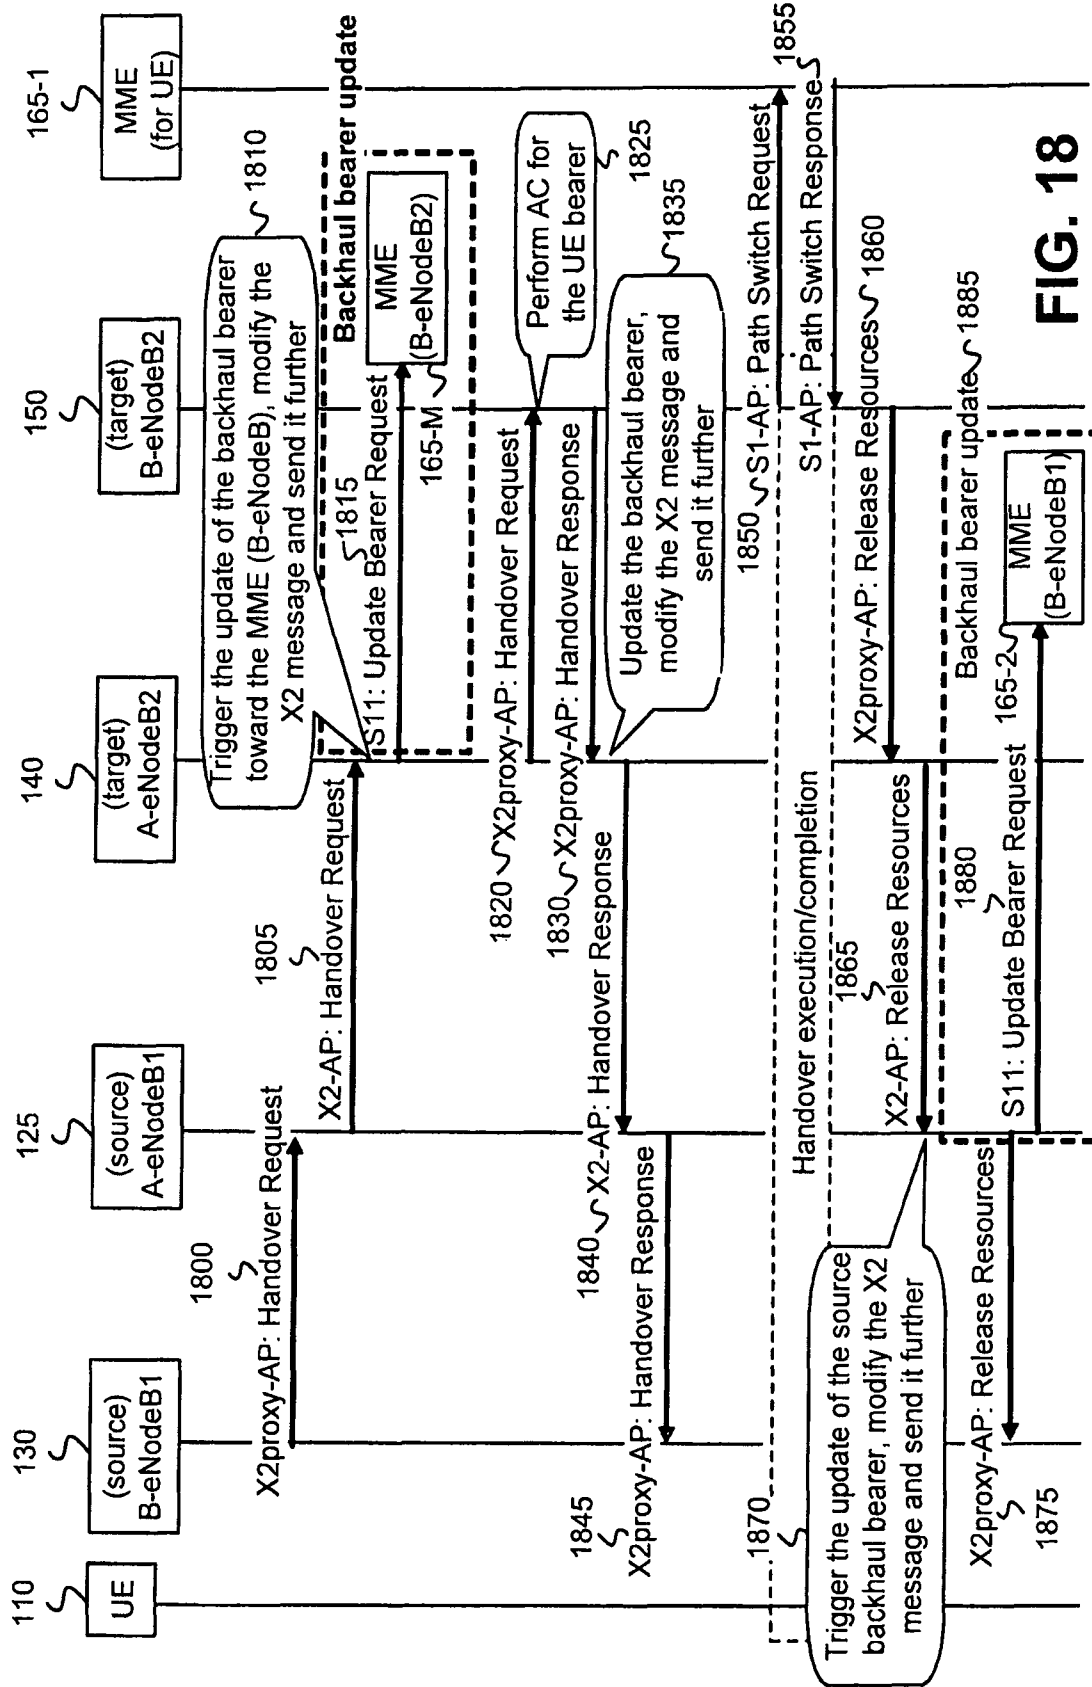 110
UE
130
(source)
B-eNodeB1
125
(source)
A-eNodeB1
140
(target)
A-eNodeB2
150
(target)
B-eNodeB2
165-1
MME
(for UE)
1800
X2proxy-AP: Handover Request
1805
X2-AP: Handover Request
Trigger the update of the backhaul bearer
toward the MME (B-eNodeB), modify the
X2 message and send it further
1810
Backhaul bearer update
1815
S11: Update Bearer Request
MME
(B-eNodeB2)
165-M
1820
X2proxy-AP: Handover Request
Perform AC for
the UE bearer
1825
1830
X2proxy-AP: Handover Response
Update the backhaul bearer,
modify the X2 message and
send it further
1835
1840
X2-AP: Handover Response
1845
X2proxy-AP: Handover Response
1850
S1-AP: Path Switch Request
Handover execution/completion
S1-AP: Path Switch Response
1855
X2proxy-AP: Release Resources
1860
1865
X2-AP: Release Resources
1870
Trigger the update of the source
backhaul bearer, modify the X2
message and send it further
X2proxy-AP: Release Resources
1875
Backhaul bearer update
1885
1880
S11: Update Bearer Request
165-2
MME
(B-eNodeB1)
FIG. 18